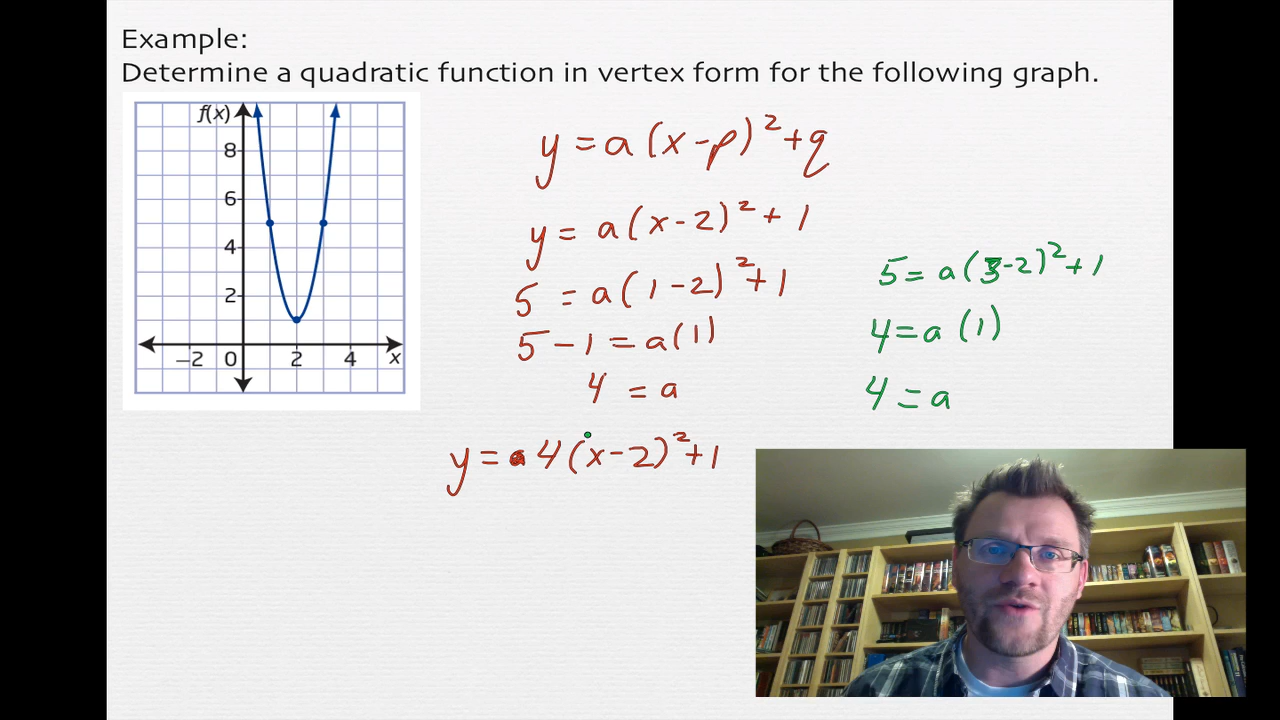 Example:
Determine a quadratic function in vertex form for the following graph.
f(x)
8
6
4
2
−2 0 2 4 x
y = a(x-p)² + q
y = a(x-2)² + 1
5 = a(1-2)² + 1
5 - 1 = a(1)
4 = a
y = 4(x-2)² + 1
5 = a(3-2)² + 1
4 = a(1)
4 = a